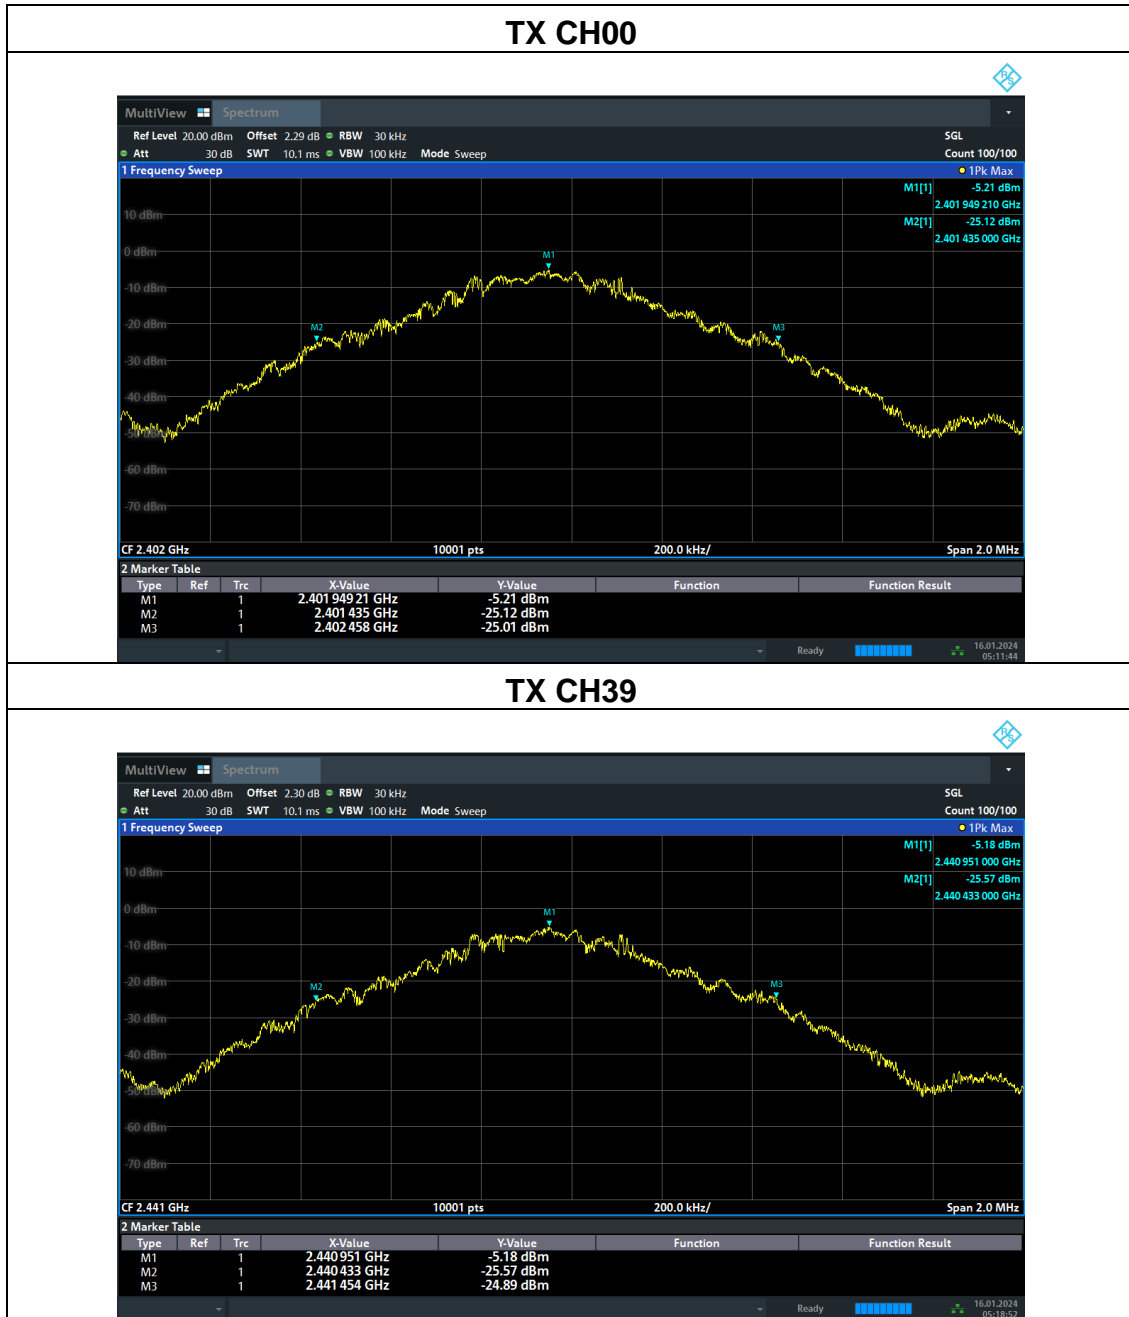 TX CH00
R&S
MultiView Spectrum
Ref Level 20.00 dBm Offset 2.29 dB RBW 30 kHz SGL
Att 30 dB SWT 10.1 ms VBW 100 kHz Mode Sweep Count 100/100
1 Frequency Sweep 1Pk Max
M1[1] -5.21 dBm
2.401 949 210 GHz
M2[1] -25.12 dBm
2.401 435 000 GHz
10 dBm
0 dBm
M1
-10 dBm
-20 dBm
M2 M3
-30 dBm
-40 dBm
-50 dBm
-60 dBm
-70 dBm
CF 2.402 GHz 10001 pts 200.0 kHz/ Span 2.0 MHz
2 Marker Table
Type Ref Trc X-Value Y-Value Function Function Result
M1 1 2.401 949 21 GHz -5.21 dBm
M2 1 2.401 435 GHz -25.12 dBm
M3 1 2.402 458 GHz -25.01 dBm
Ready 16.01.2024
05:11:44
TX CH39
R&S
MultiView Spectrum
Ref Level 20.00 dBm Offset 2.30 dB RBW 30 kHz SGL
Att 30 dB SWT 10.1 ms VBW 100 kHz Mode Sweep Count 100/100
1 Frequency Sweep 1Pk Max
M1[1] -5.18 dBm
2.440 951 000 GHz
M2[1] -25.57 dBm
2.440 433 000 GHz
10 dBm
0 dBm
M1
-10 dBm
-20 dBm
M2 M3
-30 dBm
-40 dBm
-50 dBm
-60 dBm
-70 dBm
CF 2.441 GHz 10001 pts 200.0 kHz/ Span 2.0 MHz
2 Marker Table
Type Ref Trc X-Value Y-Value Function Function Result
M1 1 2.440 951 GHz -5.18 dBm
M2 1 2.440 433 GHz -25.57 dBm
M3 1 2.441 454 GHz -24.89 dBm
Ready 16.01.2024
05:18:52